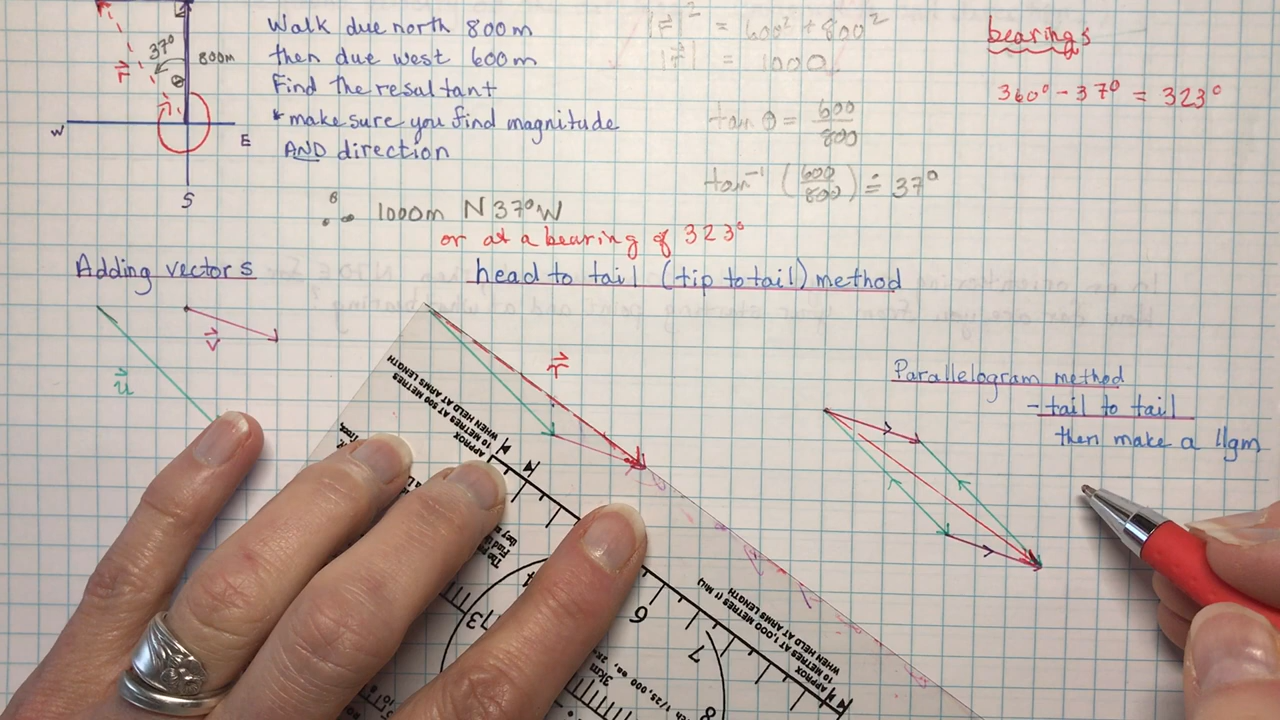 Walk due north 800m
then due west 600m
Find the resultant
* make sure you find magnitude
AND direction
37°
800m
r
θ
W
E
S
|r|² = 600² + 800²
|r| = 1000
tan θ = 600/800
tan⁻¹ (600/800) ≐ 37°
bearings
360° - 37° = 323°
∴ 1000m N37°W
or at a bearing of 323°
Adding vectors
head to tail (tip to tail) method
u
v
r
Parallelogram method
- tail to tail
then make a llgm
APPROX
10 METRES AT 500 METRES
WHEN HELD AT ARMS LENGTH
APPROX
10 METRES AT 1,000 METRES (1 MIL)
WHEN HELD AT ARMS LENGTH
6
7
8
3km